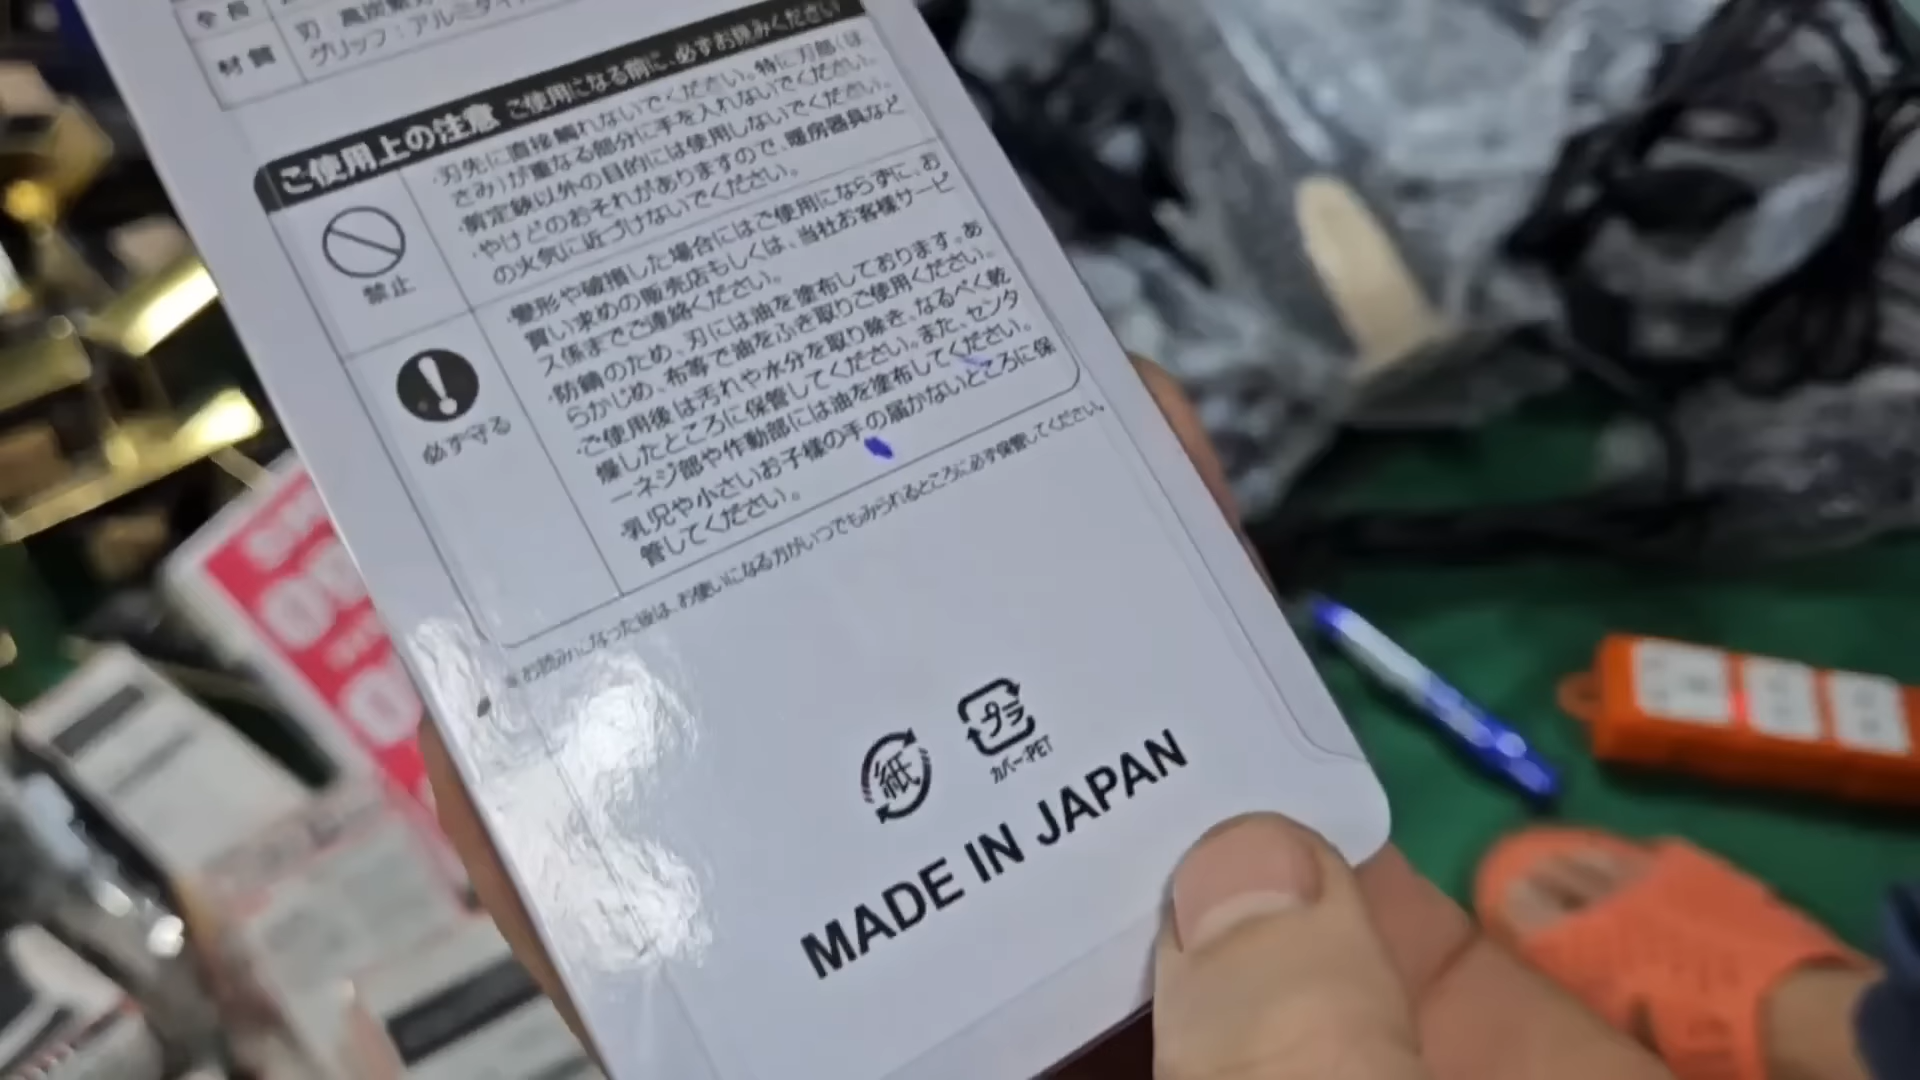 全長
材質
刃：高炭素刃
グリップ：アルミダイ
ご使用上の注意 ご使用になる前に、必ずお読みください
禁止
・刃先に直接触れないでください。特に刃部（は
さみ）が重なる部分に手を入れないでください。
・剪定鋏以外の目的には使用しないでください。
・やけどのおそれがありますので、暖房器具など
の火気に近づけないでください。
必ず守る
・変形や破損した場合にはご使用にならずに、お
買い求めの販売店もしくは、当社お客様サービ
ス係までご連絡ください。
・防錆のため、刃には油を塗布しております。あ
らかじめ、布等で油をふき取りご使用ください。
・ご使用後は汚れや水分を取り除き、なるべく乾
燥したところに保管してください。また、センタ
ーネジ部や作動部には油を塗布してください。
・乳児や小さいお子様の手の届かないところに保
管してください。
※お読みになった後は、お使いになる方がいつでもみられるところに必ず保管してください。
紙
プラ
カバー:PET
MADE IN JAPAN